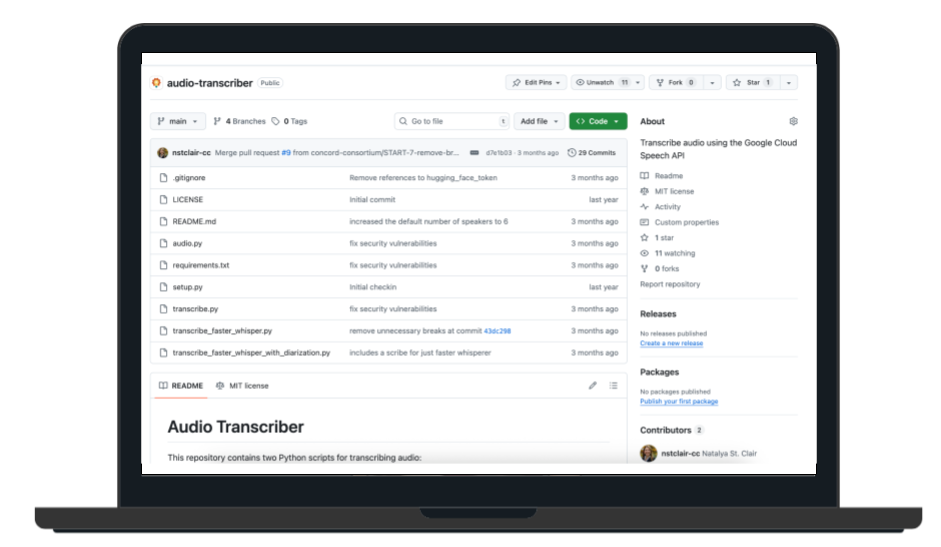 audio-transcriber Public
Edit Pins Unwatch 11 Fork 0 Star 1
main 4 Branches 0 Tags Go to file 1 Add file Code
nstclair-cc Merge pull request #9 from concord-consortium/START-7-remove-br... d7e1b03 · 3 months ago 29 Commits
.gitignore Remove references to hugging_face_token 3 months ago
LICENSE Initial commit last year
README.md increased the default number of speakers to 6 3 months ago
audio.py fix security vulnerabilities 3 months ago
requirements.txt fix security vulnerabilities 3 months ago
setup.py Initial checkin last year
transcribe.py fix security vulnerabilities 3 months ago
transcribe_faster_whisper.py remove unnecessary breaks at commit 43dc298 3 months ago
transcribe_faster_whisper_with_diarization.py includes a scribe for just faster whisperer 3 months ago
README MIT license
Audio Transcriber
This repository contains two Python scripts for transcribing audio:
About
Transcribe audio using the Google Cloud
Speech API
Readme
MIT license
Activity
Custom properties
1 star
11 watching
0 forks
Report repository
Releases
No releases published
Create a new release
Packages
No packages published
Publish your first package
Contributors 2
nstclair-cc Natalya St. Clair